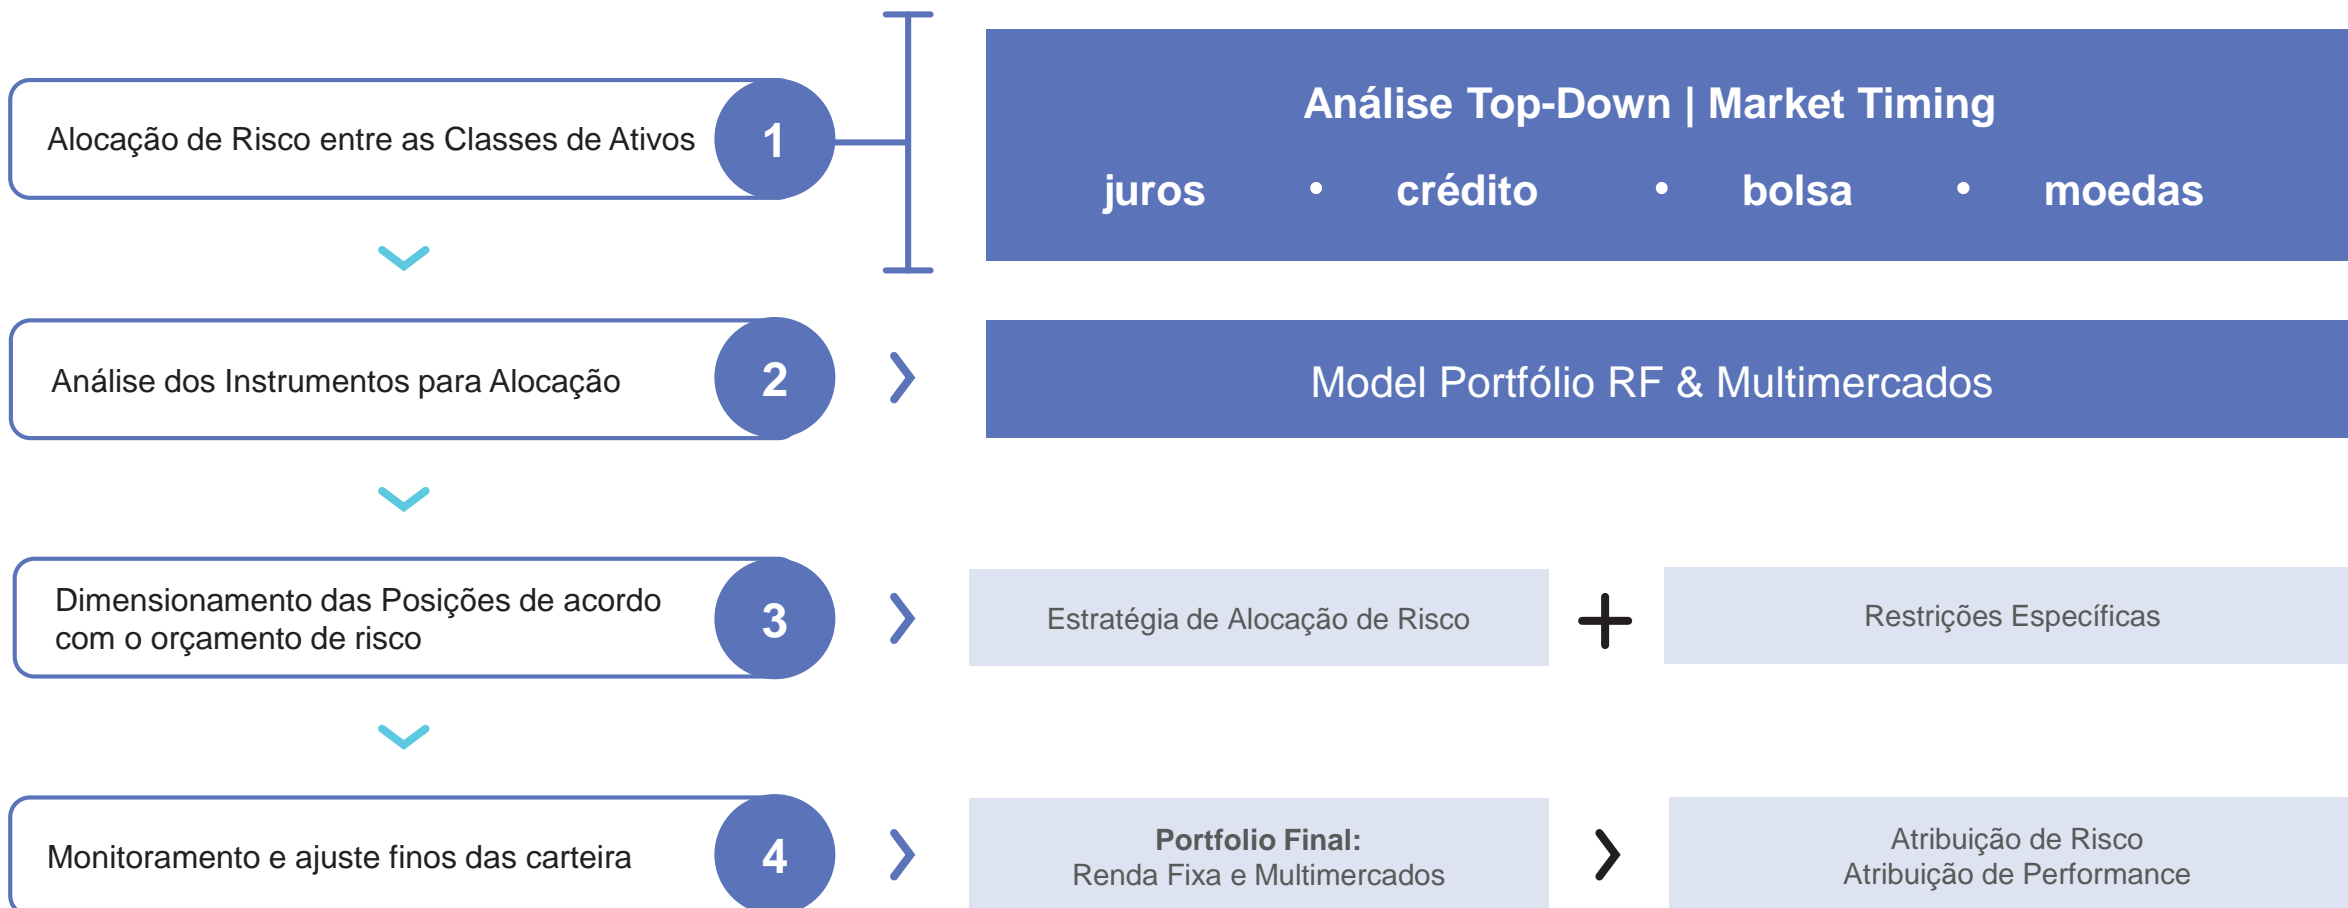 Alocação de Risco entre as Classes de Ativos
1
Análise Top-Down | Market Timing
juros • crédito • bolsa • moedas
Análise dos Instrumentos para Alocação
2
Model Portfólio RF & Multimercados
Dimensionamento das Posições de acordo
com o orçamento de risco
3
Estratégia de Alocação de Risco
Restrições Específicas
Monitoramento e ajuste finos das carteira
4
Portfolio Final:
Renda Fixa e Multimercados
Atribuição de Risco
Atribuição de Performance